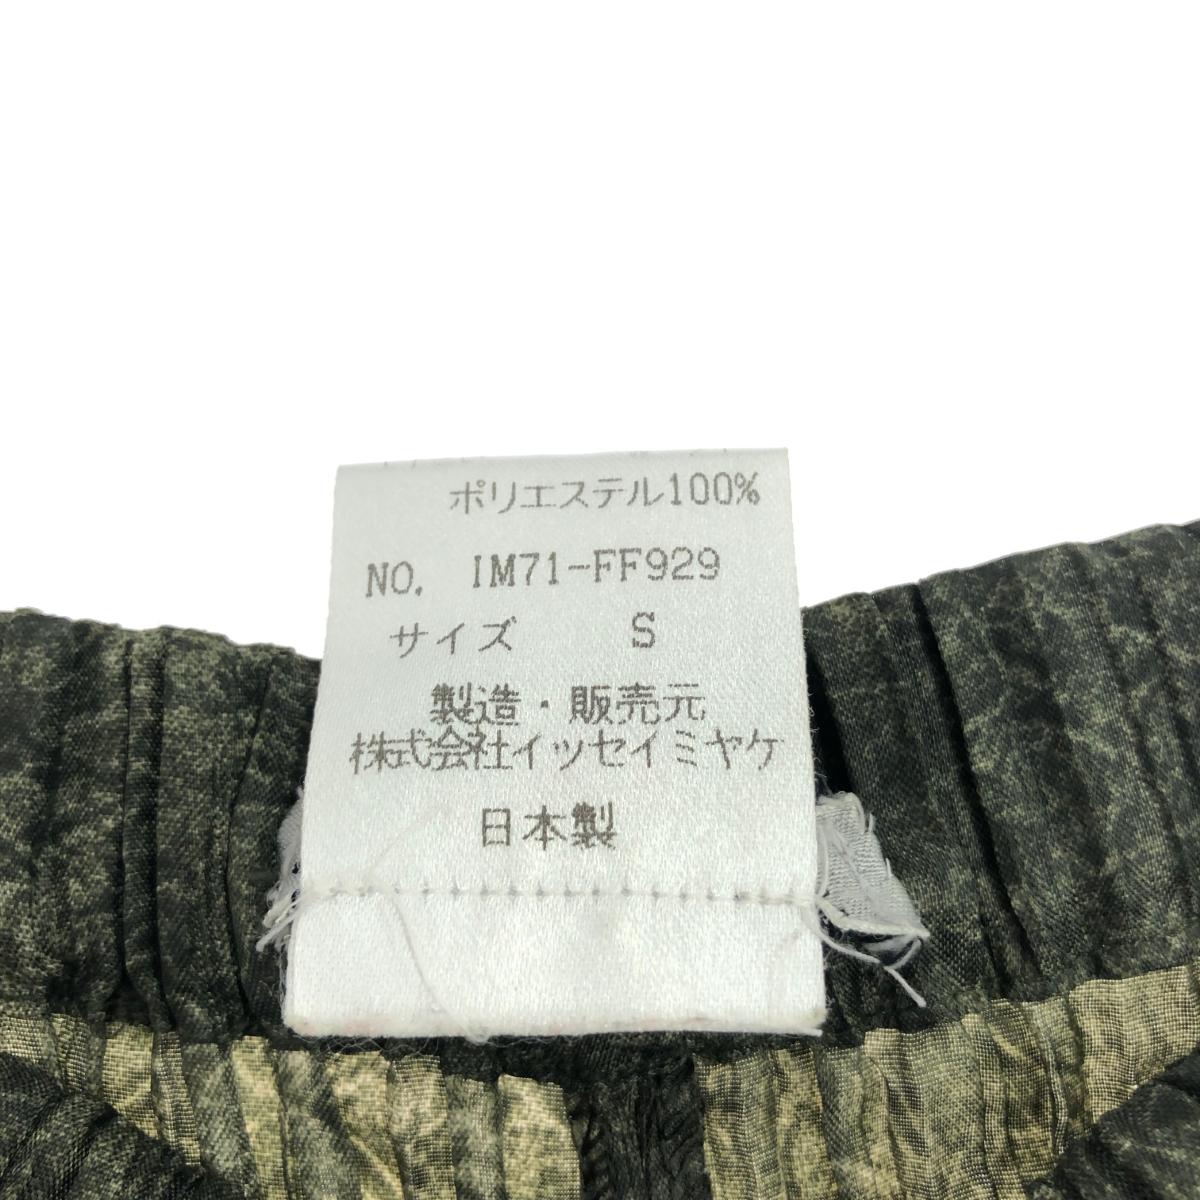 ポリエステル100%
NO. IM71-FF929
サイズ S
製造・販売元
株式会社イッセイミヤケ
日本製